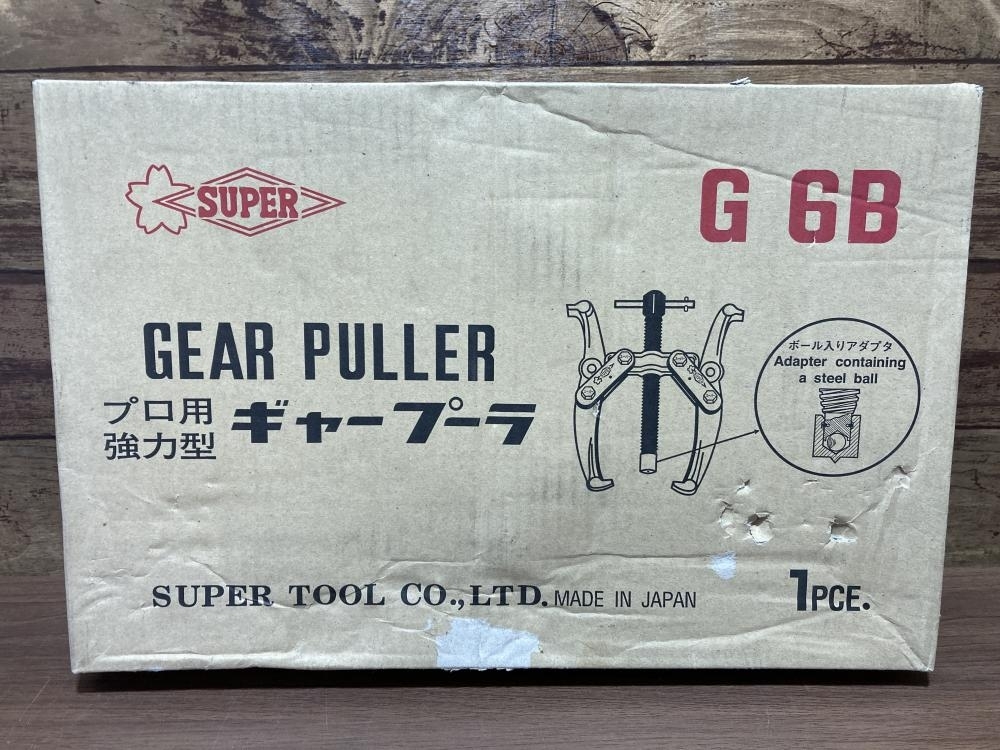 SUPER
G 6B
GEAR PULLER
プロ用
強力型
ギヤープーラ
ボール入りアダプタ
Adapter containing
a steel ball
SUPER TOOL CO.,LTD. MADE IN JAPAN
1PCE.